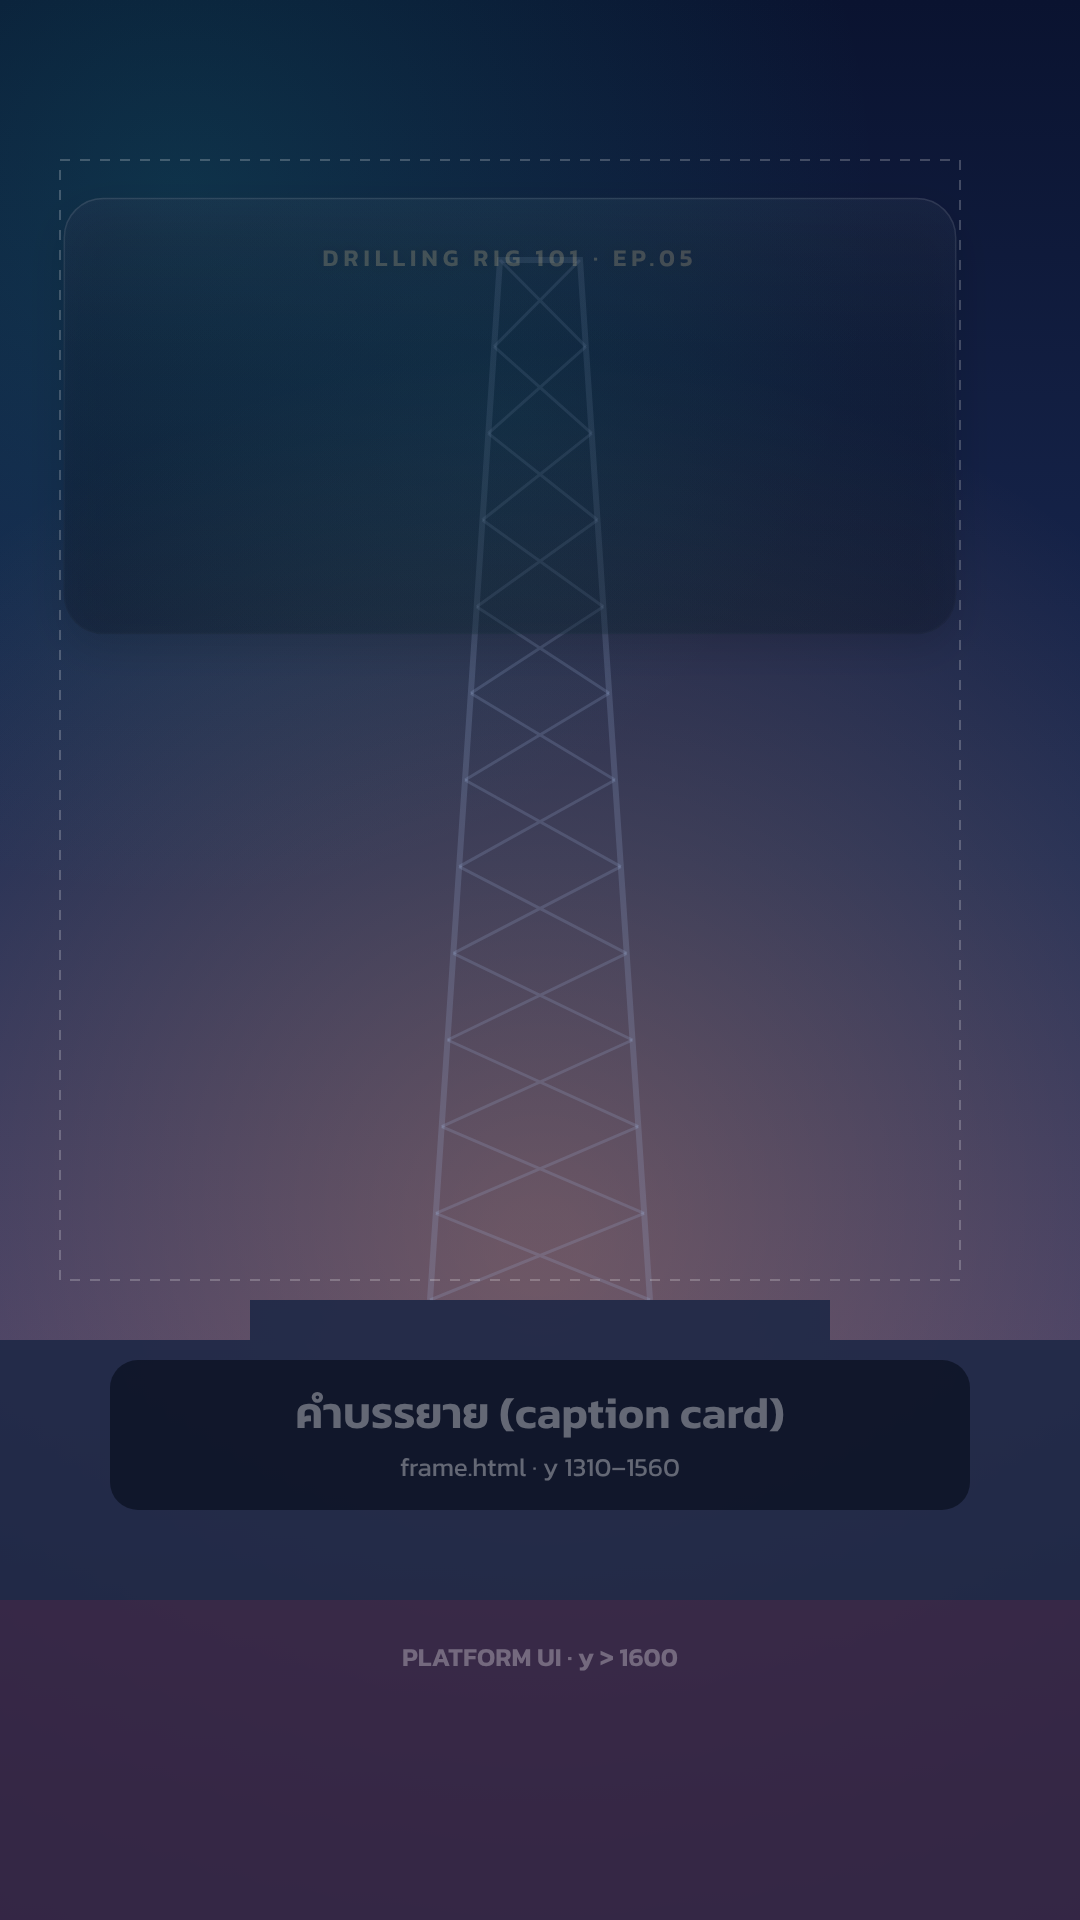 DRILLING RIG 101 · EP.05
คำบรรยาย (caption card)
frame.html · y 1310–1560
PLATFORM UI · y > 1600